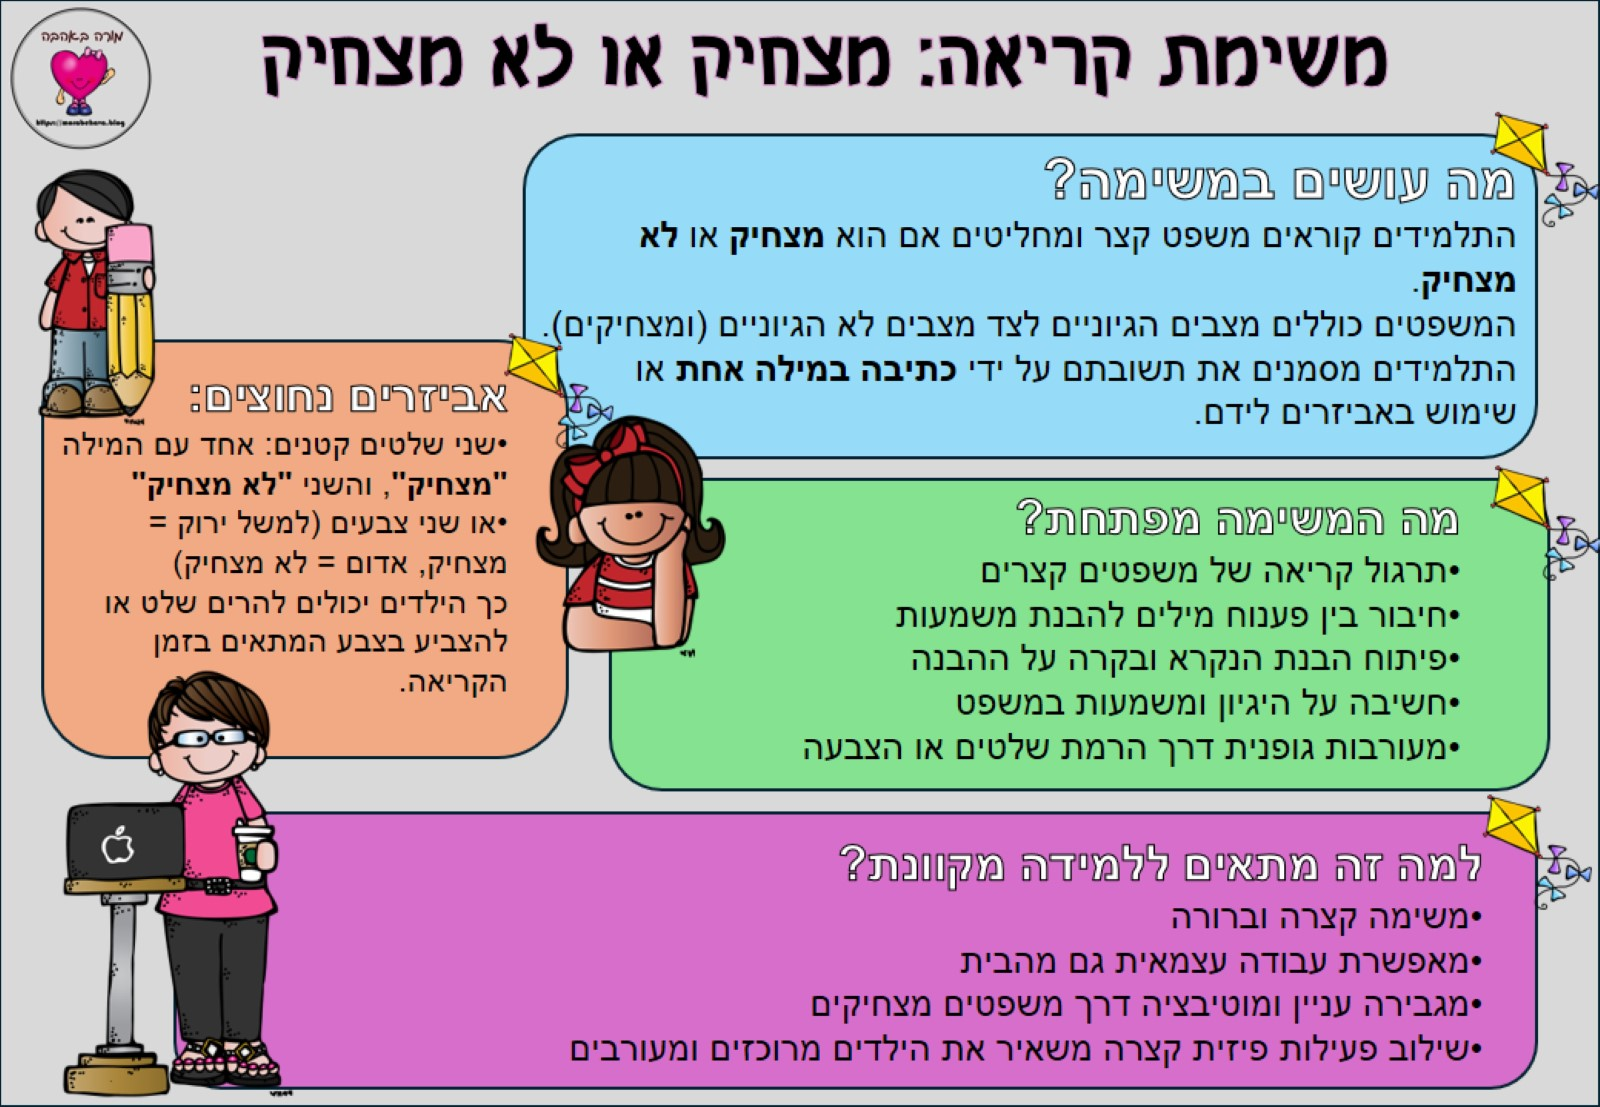 מורה באהבה
משימת קריאה: מצחיק או לא מצחיק
מה עושים במשימה?
התלמידים קוראים משפט קצר ומחליטים אם הוא מצחיק או לא
מצחיק.
המשפטים כוללים מצבים הגיוניים לצד מצבים לא הגיוניים (ומצחיקים).
התלמידים מסמנים את תשובתם על ידי כתיבה במילה אחת או
שימוש באביזרים לידם.
אביזרים נחוצים:
•שני שלטים קטנים: אחד עם המילה
"מצחיק", והשני "לא מצחיק"
•או שני צבעים (למשל ירוק =
מצחיק, אדום = לא מצחיק)
כך הילדים יכולים להרים שלט או
להצביע בצבע המתאים בזמן
הקריאה.
מה המשימה מפתחת?
•תרגול קריאה של משפטים קצרים
•חיבור בין פענוח מילים להבנת משמעות
•פיתוח הבנת הנקרא ובקרה על ההבנה
•חשיבה על היגיון ומשמעות במשפט
•מעורבות גופנית דרך הרמת שלטים או הצבעה
למה זה מתאים ללמידה מקוונת?
•משימה קצרה וברורה
•מאפשרת עבודה עצמאית גם מהבית
•מגבירה עניין ומוטיבציה דרך משפטים מצחיקים
•שילוב פעילות פיזית קצרה משאיר את הילדים מרוכזים ומעורבים